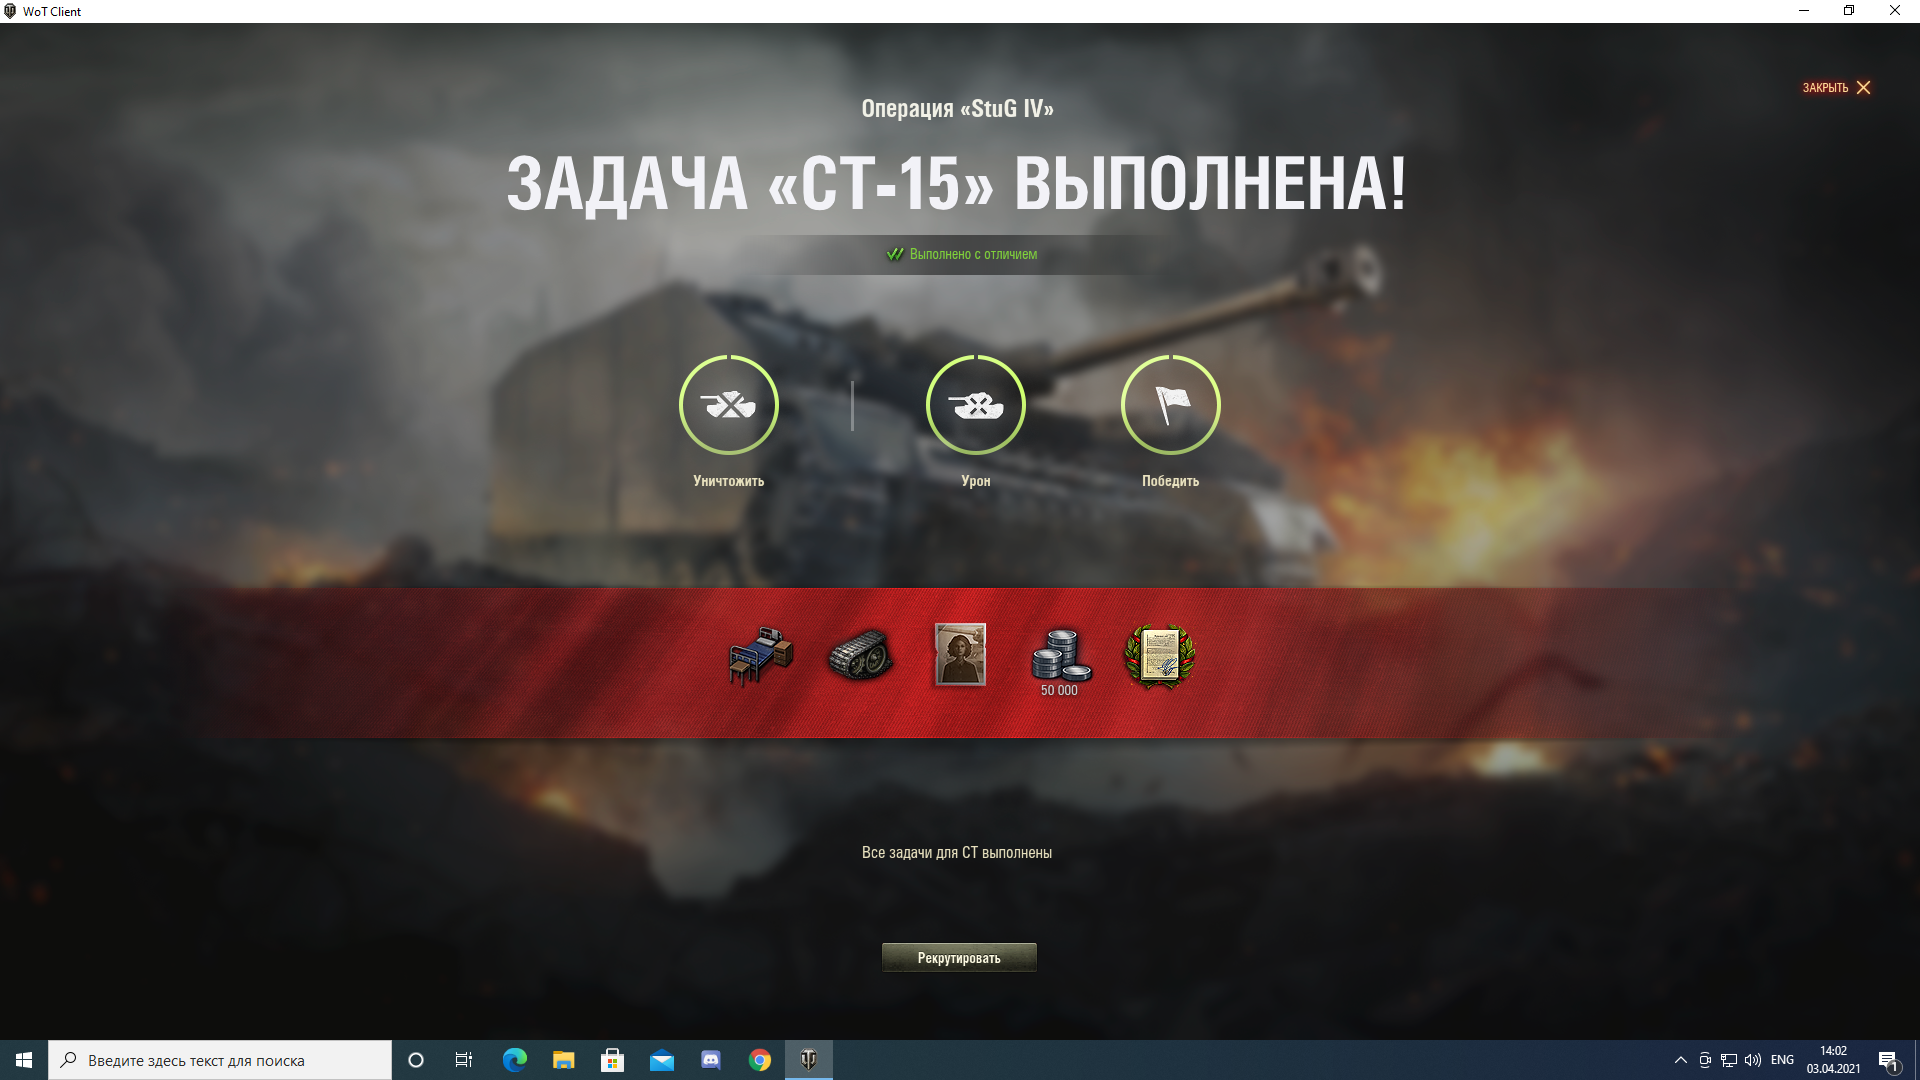 WoT Client
ЗАКРЫТЬ
Операция «StuG IV»
ЗАДАЧА «СТ-15» ВЫПОЛНЕНА!
Выполнено с отличием
Уничтожить
Урон
Победить
50 000
Все задачи для СТ выполнены
Рекрутировать
Введите здесь текст для поиска
ENG
14:02
03.04.2021
1